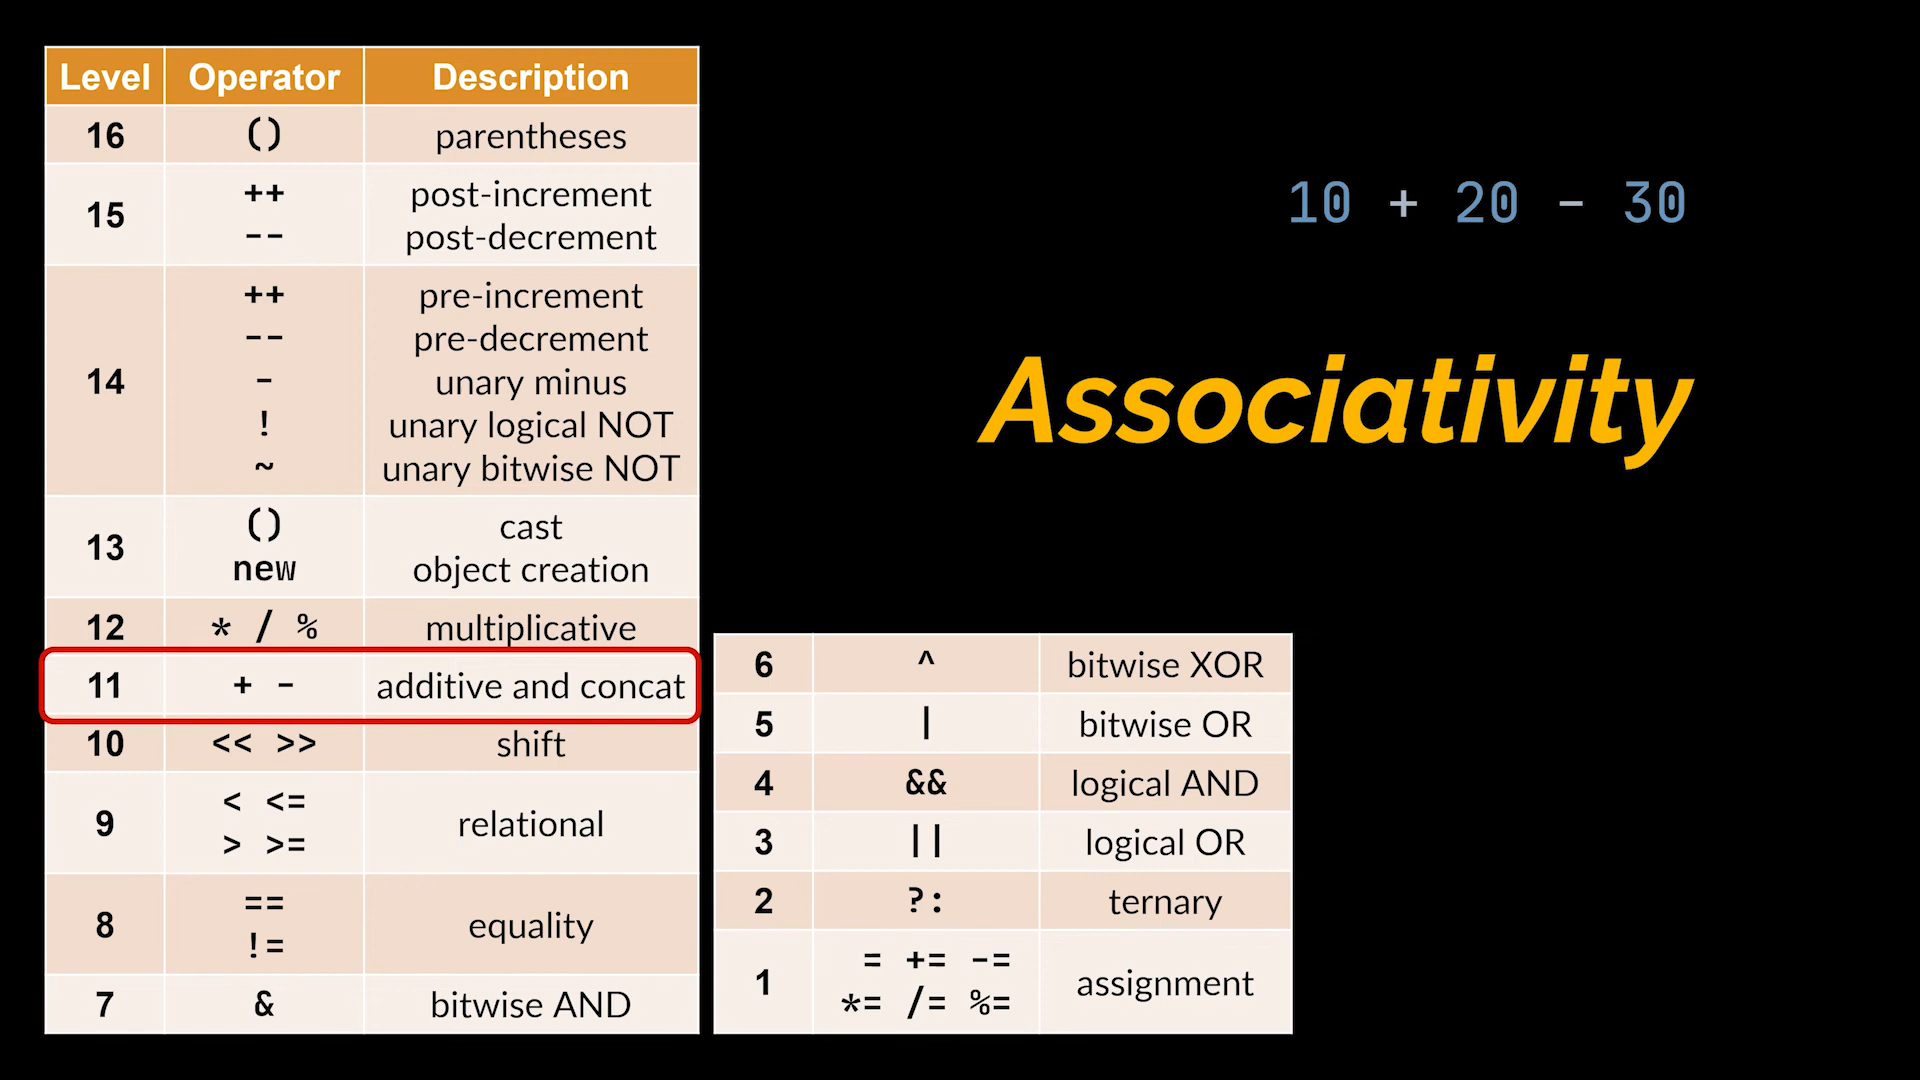 Level Operator Description
16 () parentheses
15 ++ post-increment
-- post-decrement
14 ++ pre-increment
-- pre-decrement
- unary minus
! unary logical NOT
~ unary bitwise NOT
13 () cast
new object creation
12 * / % multiplicative
11 + - additive and concat
10 << >> shift
9 < <= relational
> >=
8 == equality
!=
7 & bitwise AND
10 + 20 - 30
Associativity
6 ^ bitwise XOR
5 | bitwise OR
4 && logical AND
3 || logical OR
2 ?: ternary
1 = += -= assignment
*= /= %=